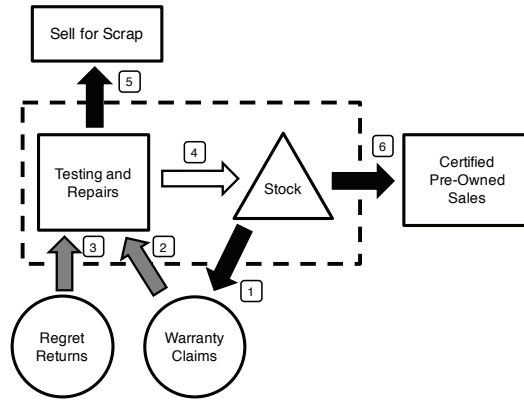 Sell for Scrap
5
Testing and
Repairs
4
Stock
6
Certified
Pre-Owned
Sales
3
2
1
Regret
Returns
Warranty
Claims